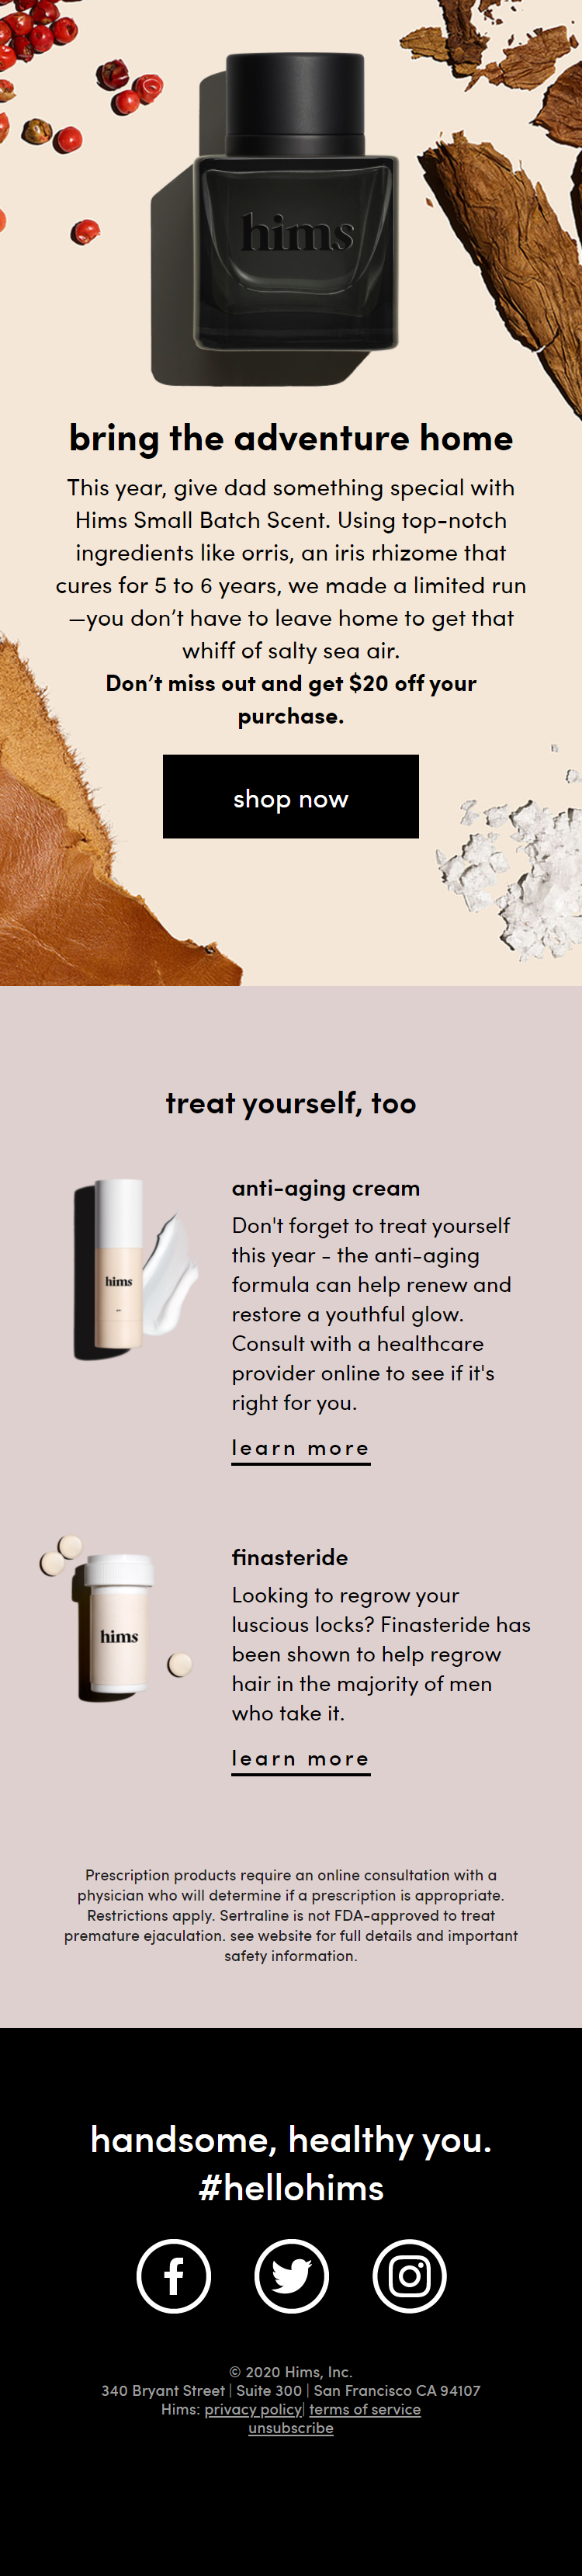 hims
bring the adventure home
This year, give dad something special with
Hims Small Batch Scent. Using top-notch
ingredients like orris, an iris rhizome that
cures for 5 to 6 years, we made a limited run
—you don’t have to leave home to get that
whiff of salty sea air.
Don’t miss out and get $20 off your
purchase.
shop now
treat yourself, too
anti-aging cream
Don't forget to treat yourself
this year - the anti-aging
formula can help renew and
restore a youthful glow.
Consult with a healthcare
provider online to see if it's
right for you.
learn more
hims
finasteride
Looking to regrow your
luscious locks? Finasteride has
been shown to help regrow
hair in the majority of men
who take it.
learn more
hims
Prescription products require an online consultation with a
physician who will determine if a prescription is appropriate.
Restrictions apply. Sertraline is not FDA-approved to treat
premature ejaculation. see website for full details and important
safety information.
handsome, healthy you.
#hellohims
© 2020 Hims, Inc.
340 Bryant Street | Suite 300 | San Francisco CA 94107
Hims: privacy policy| terms of service
unsubscribe